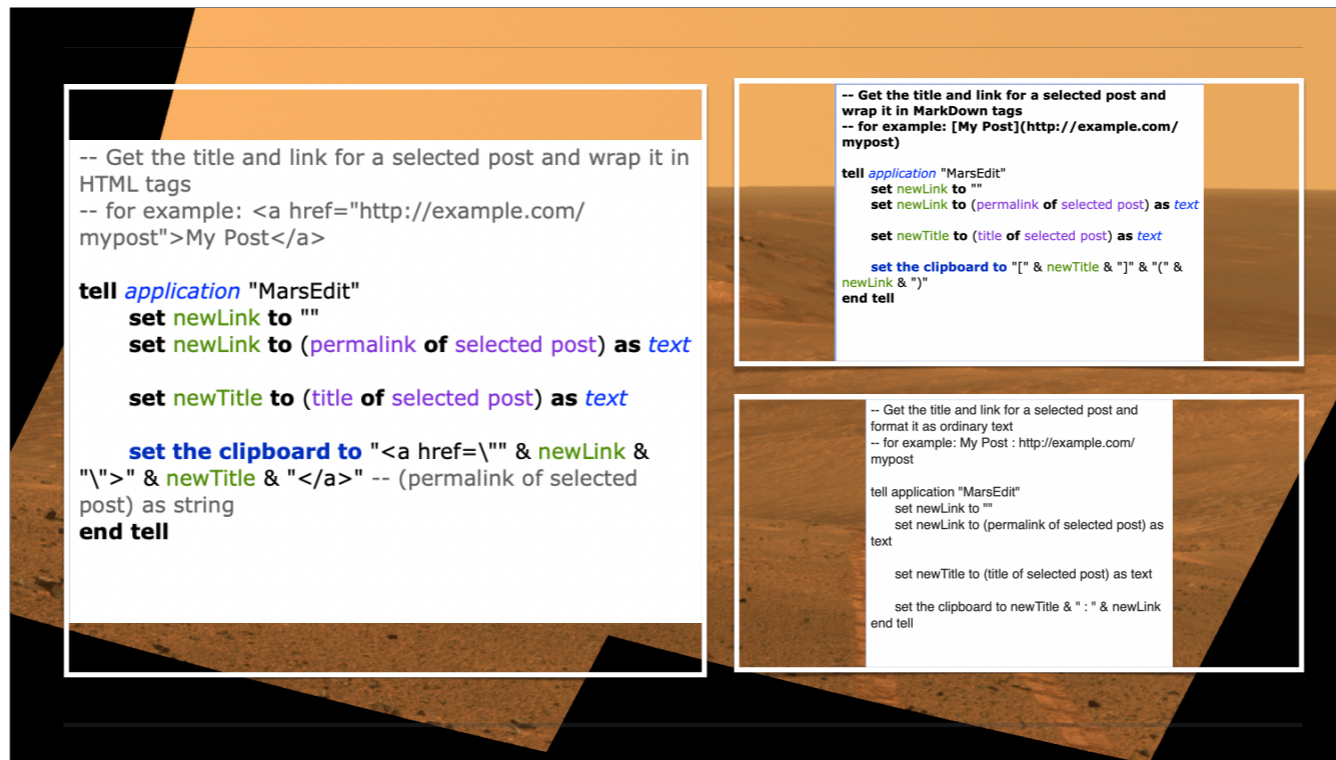 -- Get the title and link for a selected post and wrap it in
HTML tags
-- for example: <a href="http://example.com/
mypost">My Post</a>
tell application "MarsEdit"
set newLink to ""
set newLink to (permalink of selected post) as text
set newTitle to (title of selected post) as text
set the clipboard to "<a href=\"" & newLink &
"\">" & newTitle & "</a>" -- (permalink of selected
post) as string
end tell
-- Get the title and link for a selected post and
wrap it in MarkDown tags
-- for example: [My Post](http://example.com/
mypost)
tell application "MarsEdit"
set newLink to ""
set newLink to (permalink of selected post) as text
set newTitle to (title of selected post) as text
set the clipboard to "[" & newTitle & "]" & "(" &
newLink & ")"
end tell
-- Get the title and link for a selected post and
format it as ordinary text
-- for example: My Post : http://example.com/
mypost
tell application "MarsEdit"
set newLink to ""
set newLink to (permalink of selected post) as
text
set newTitle to (title of selected post) as text
set the clipboard to newTitle & " : " & newLink
end tell